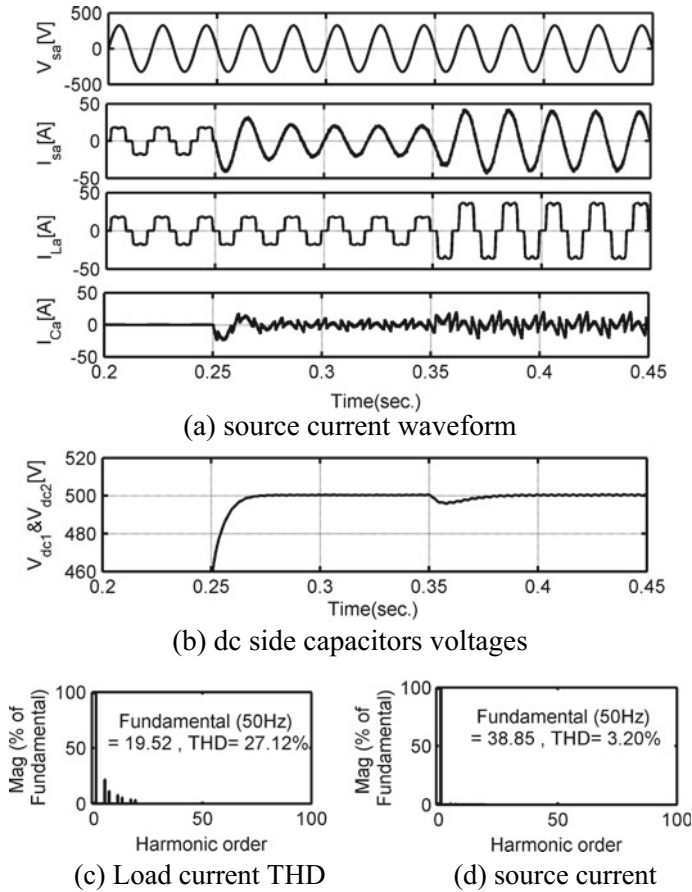 500
0
-500
V_sa[V]
50
0
-50
I_sa[A]
50
0
-50
I_La[A]
50
0
-50
I_Ca[A]
0.2 0.25 0.3 0.35 0.4 0.45
Time(sec.)
(a) source current waveform
520
500
480
460
V_dc1&V_dc2[V]
0.2 0.25 0.3 0.35 0.4 0.45
Time(sec.)
(b) dc side capacitors voltages
Mag (% of
Fundamental)
100
50
0
Fundamental (50Hz)
= 19.52 , THD= 27.12%
0 50 100
Harmonic order
(c) Load current THD
Mag (% of
Fundamental)
100
50
0
Fundamental (50Hz)
= 38.85 , THD= 3.20%
0 50 100
Harmonic order
(d) source current